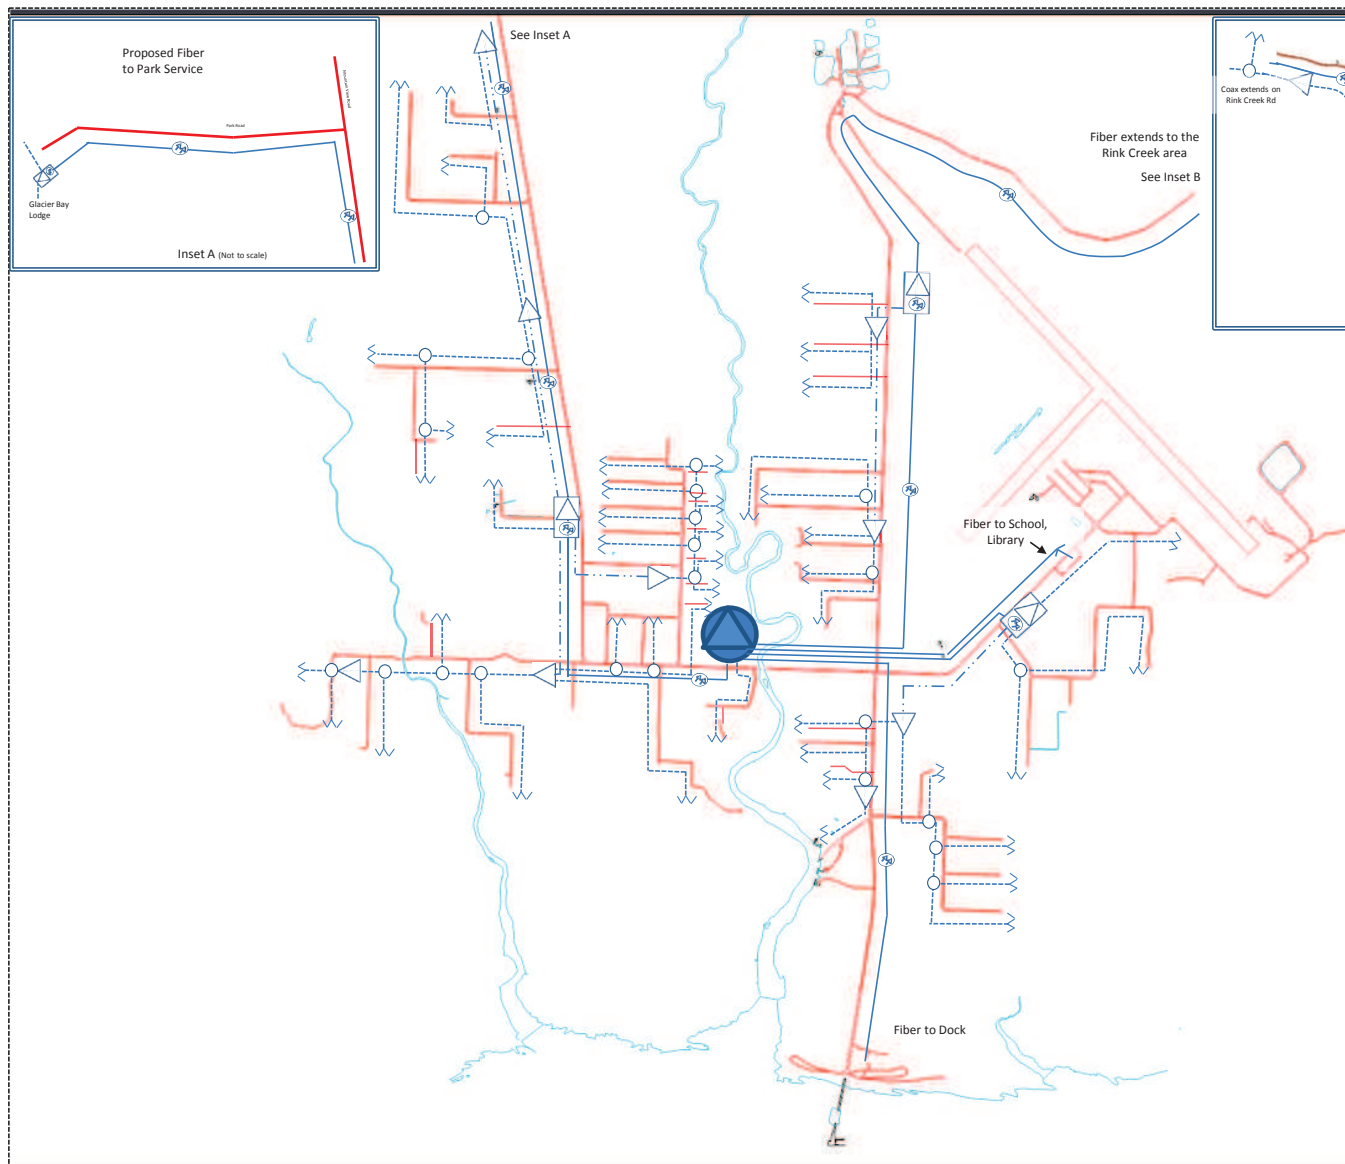 Proposed Fiber
to Park Service
Park Road
Glacier Bay
Lodge
Inset A (Not to scale)
See Inset A
Coax extends on
Rink Creek Rd
Fiber extends to the
Rink Creek area
See Inset B
Fiber to School,
Library
Fiber to Dock